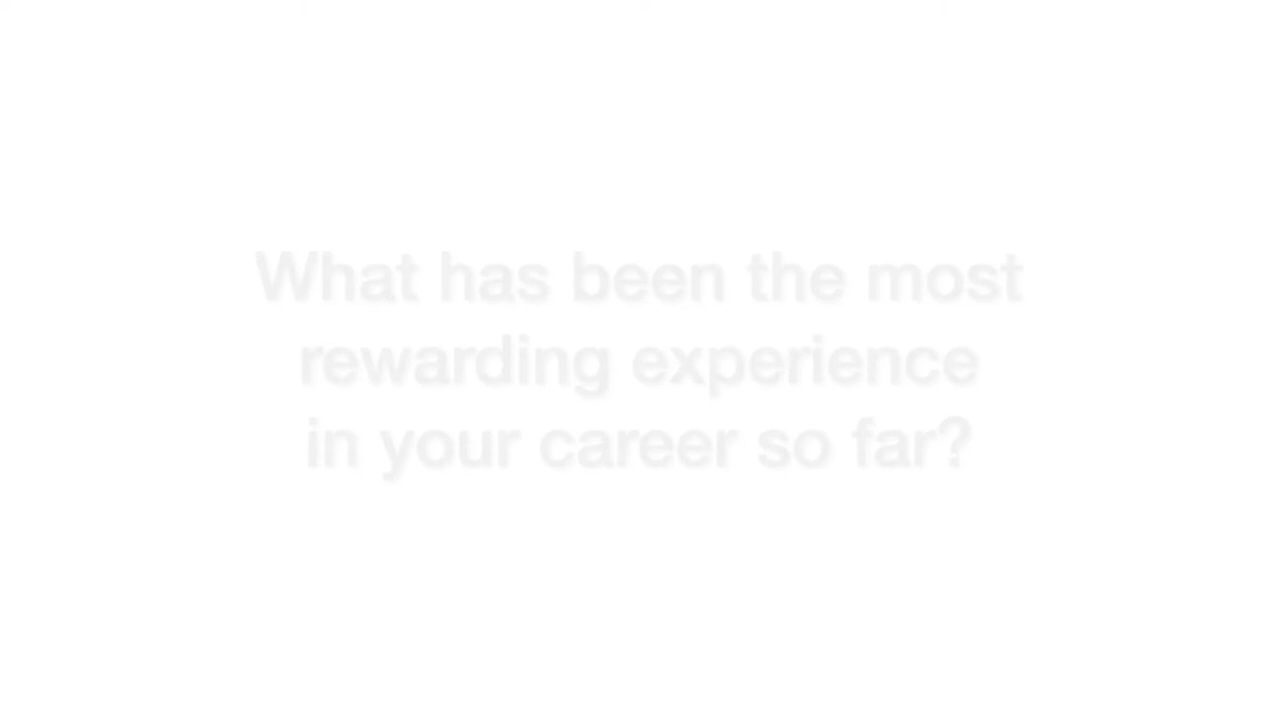 What has been the most
rewarding experience
in your career so far?